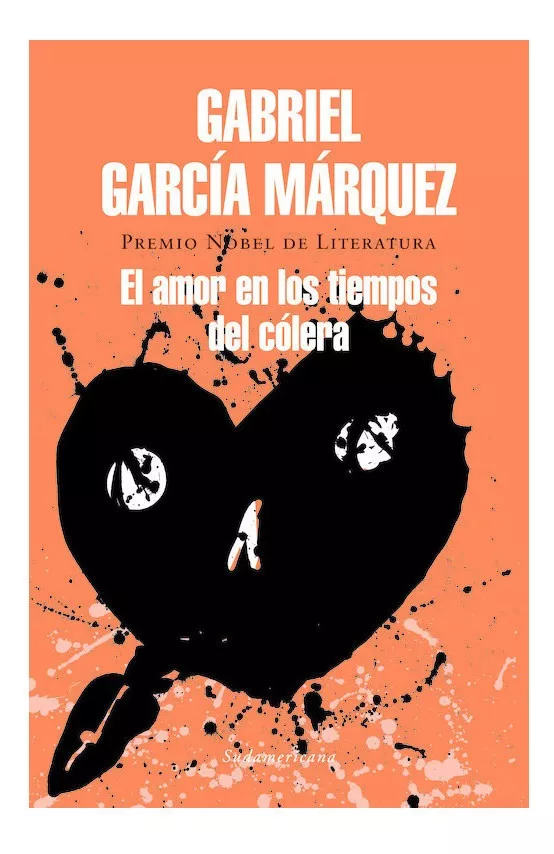 GABRIEL
GARCÍA MÁRQUEZ
PREMIO NOBEL DE LITERATURA
El amor en los tiempos
del cólera
Sudamericana